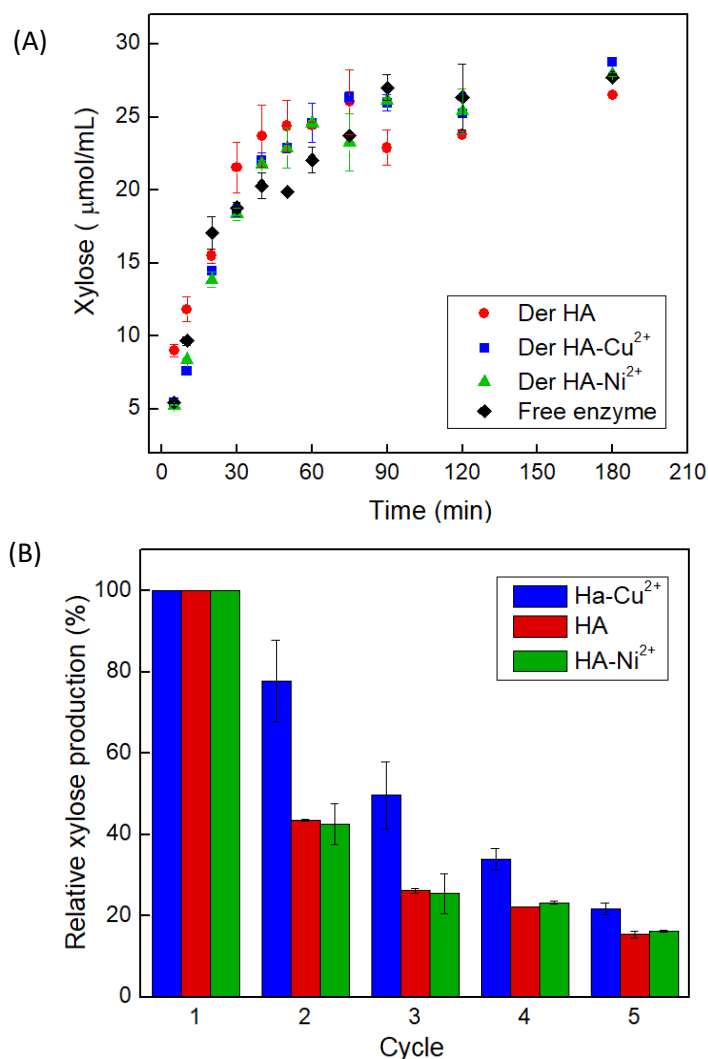 (A)
30
25
20
15
10
5
Xylose ( μmol/mL)
Der HA
Der HA-Cu²⁺
Der HA-Ni²⁺
Free enzyme
0 30 60 90 120 150 180 210
Time (min)
(B)
100
80
60
40
20
0
Relative xylose production (%)
Ha-Cu²⁺
HA
HA-Ni²⁺
1 2 3 4 5
Cycle